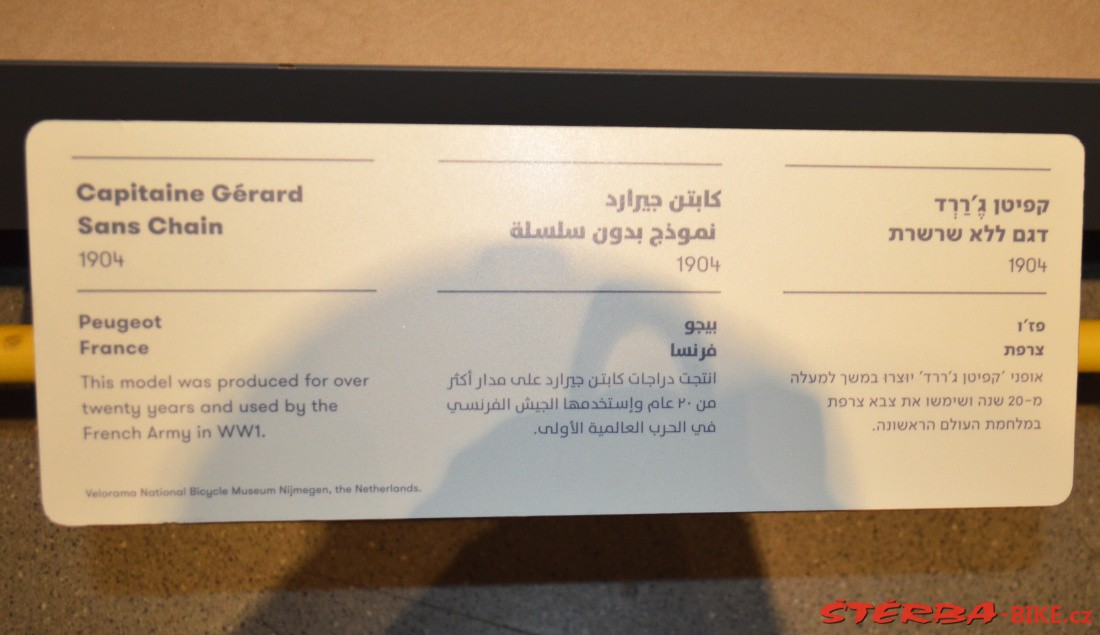 Capitaine Gérard
Sans Chain
1904
Peugeot
France
This model was produced for over
twenty years and used by the
French Army in WW1.
Velorama National Bicycle Museum Nijmegen, the Netherlands.
كابتن جيرارد
نموذج بدون سلسلة
1904
بيجو
فرنسا
انتجت دراجات كابتن جيرارد على مدار أكثر
من ٢٠ عام وإستخدمها الجيش الفرنسي
في الحرب العالمية الأولى.
קפיטן גֶ'רַרְד
דגם ללא שרשרת
1904
פז'ו
צרפת
אופני 'קפיטן ג'ררד' יוצרו במשך למעלה
מ-20 שנה ושימשו את צבא צרפת
במלחמת העולם הראשונה.
ŠTĚRBA-BIKE.cz